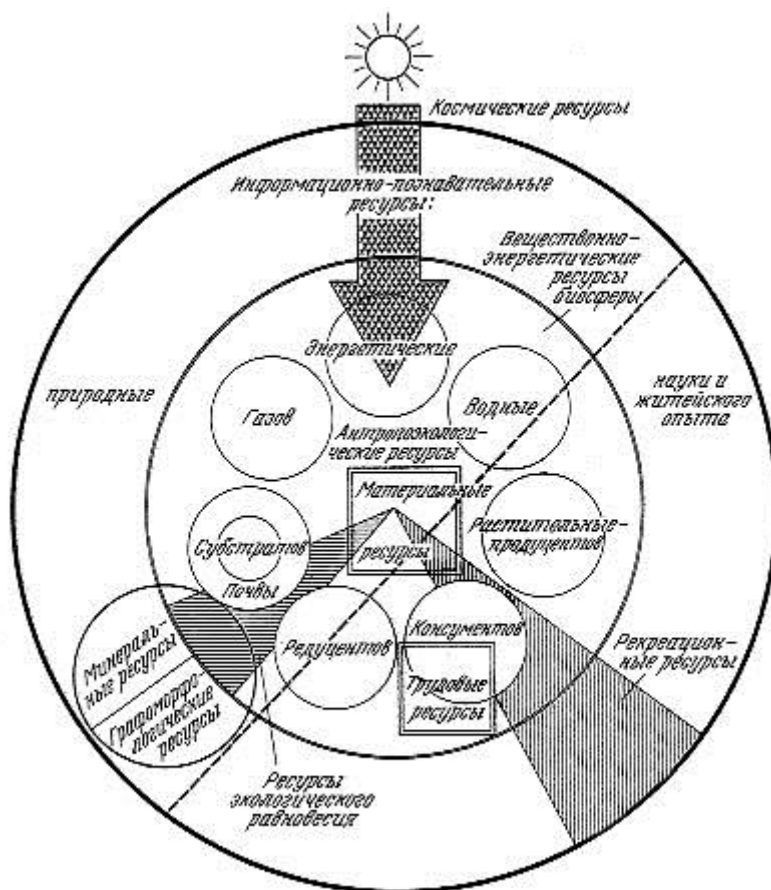 Космические ресурсы
Информационно-познавательные
ресурсы:
Вещественно-
энергетические
ресурсы
биосферы
Энергетические
природные
науки и
житейского
опыта
Газов
Водные
Антропоэкологи-
ческие ресурсы
Материальные
ресурсы
Субстратов
Почвы
Растительные-
продуцентов
Минераль-
ные ресурсы
Графоморфо-
логические
ресурсы
Редуцентов
Консументов
Трудовые
ресурсы
Рекреацион-
ные ресурсы
Ресурсы
экологического
равновесия